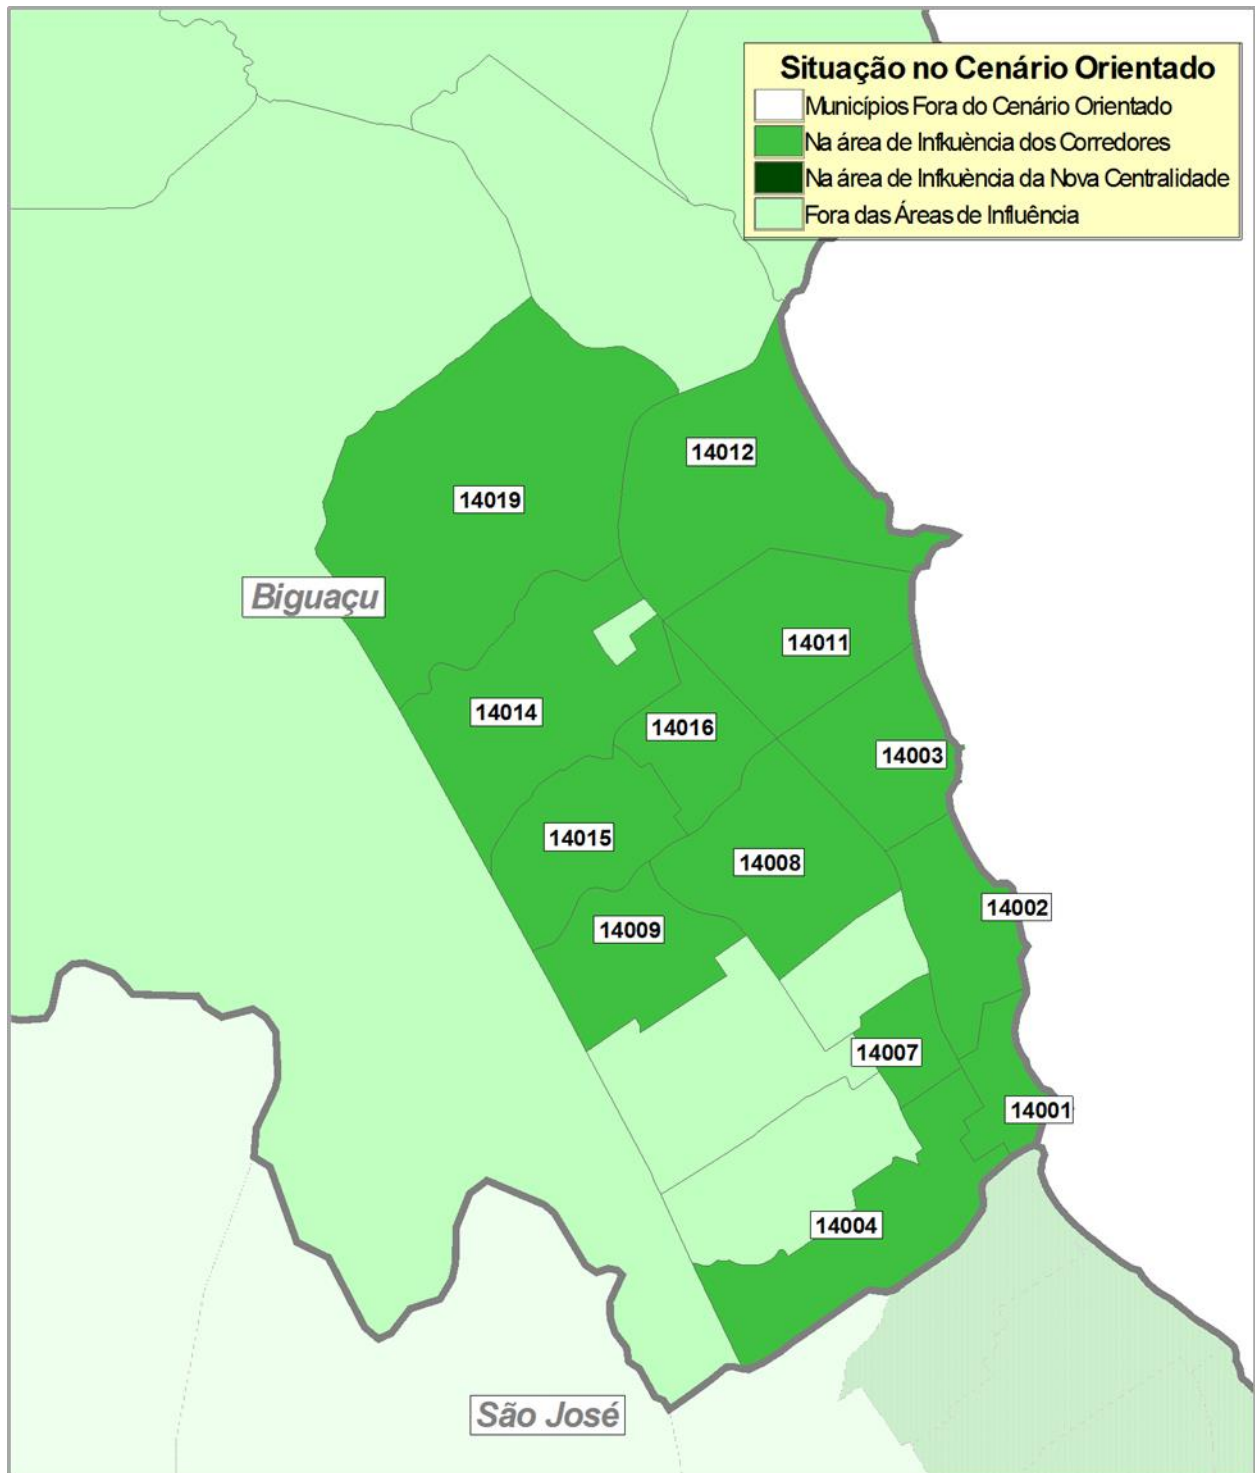 Situação no Cenário Orientado
Municípios Fora do Cenário Orientado
Na área de Infkuència dos Corredores
Na área de Infkuència da Nova Centralidade
Fora das Áreas de Influência
14012
14019
Biguaçu
14011
14014
14016
14003
14015
14008
14002
14009
14007
14001
14004
São José